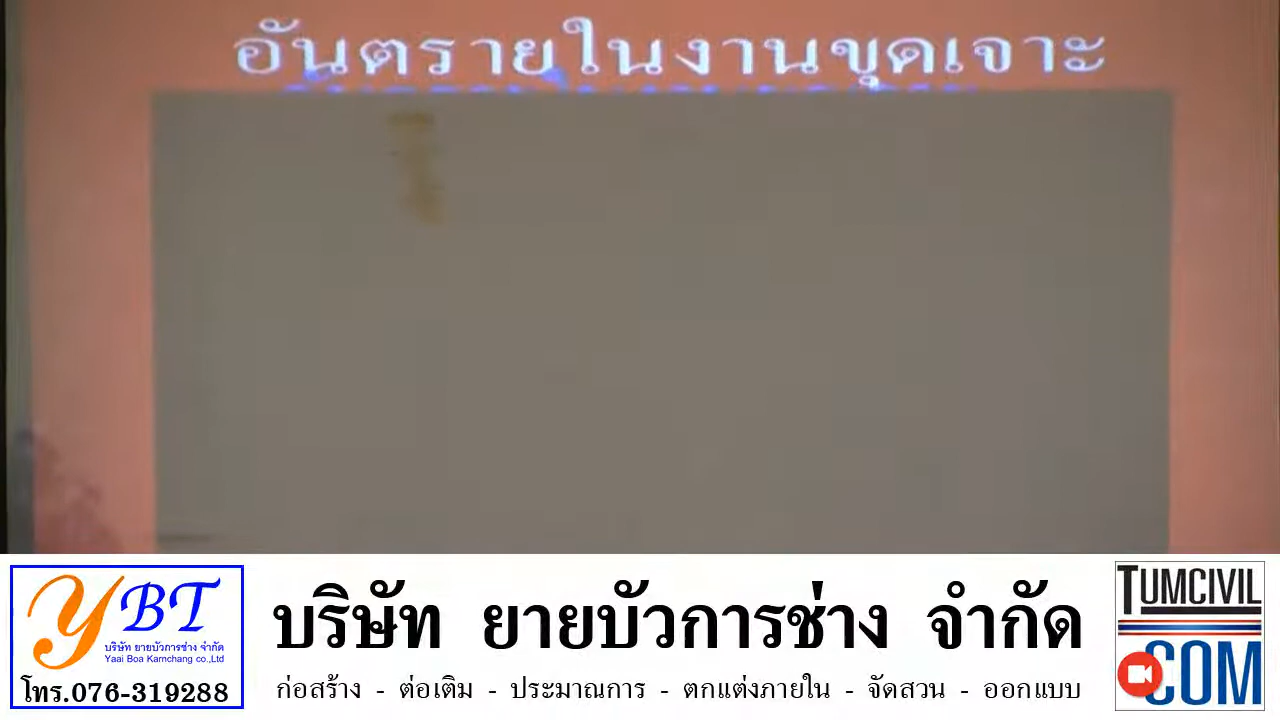 อันตรายในงานขุดเจาะ
YBT
บริษัท ยายบัวการช่าง จำกัด
Yaai Boa Karnchang co.,Ltd
โทร.076-319288
บริษัท ยายบัวการช่าง จำกัด
ก่อสร้าง - ต่อเติม - ประมาณการ - ตกแต่งภายใน - จัดสวน - ออกแบบ
TUMCIVIL
COM